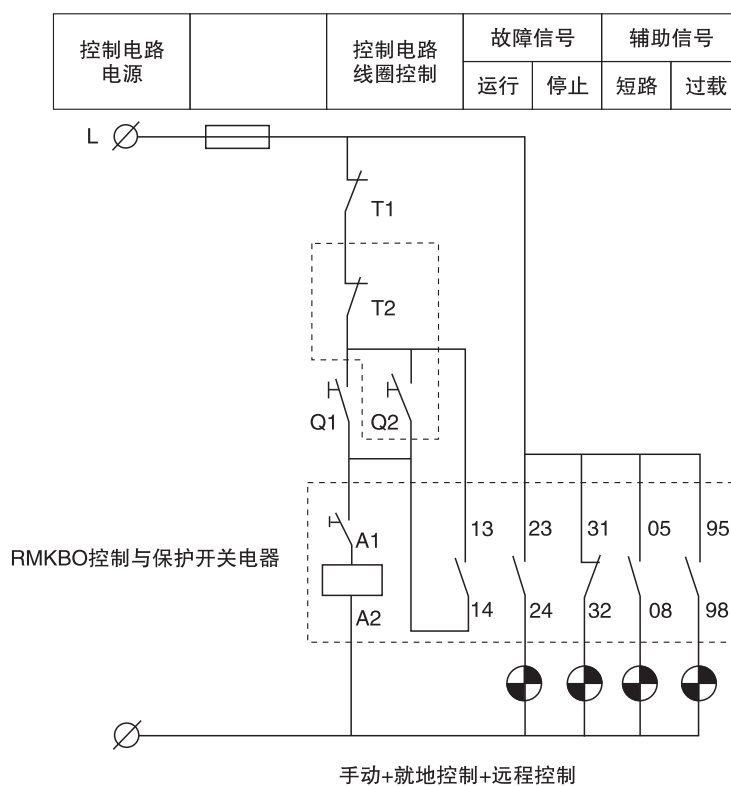 控制电路
电源
控制电路
线圈控制
故障信号
辅助信号
运行
停止
短路
过载
L
T1
T2
Q1
Q2
RMKBO控制与保护开关电器
A1
A2
13
23
31
05
95
14
24
32
08
98
手动+就地控制+远程控制